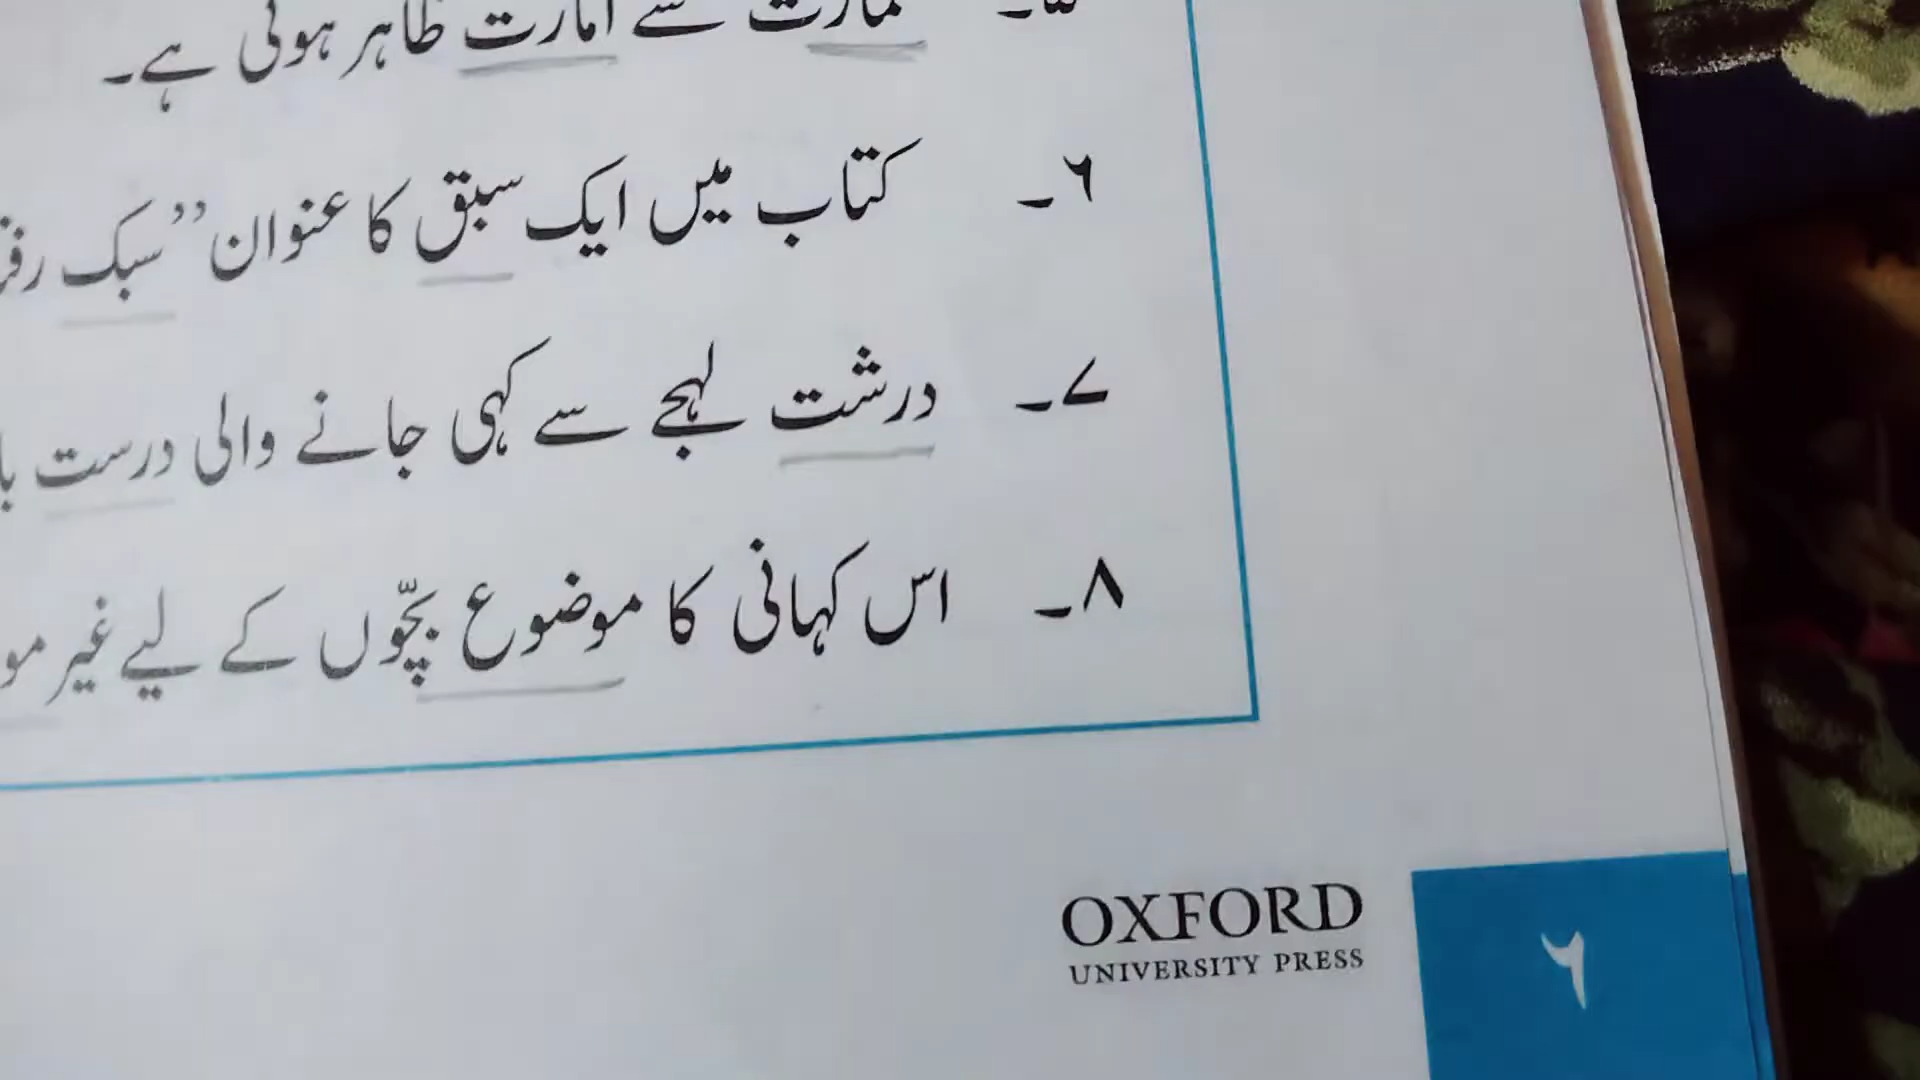 سے امارت ظاہر ہوتی ہے۔
۶۔ کتاب میں ایک سبق کا عنوان ”سبک
۷۔ درشت لہجے سے کہی جانے والی درست
۸۔ اس کہانی کا موضوع بچّوں کے لیے غیر
OXFORD
UNIVERSITY PRESS
۶